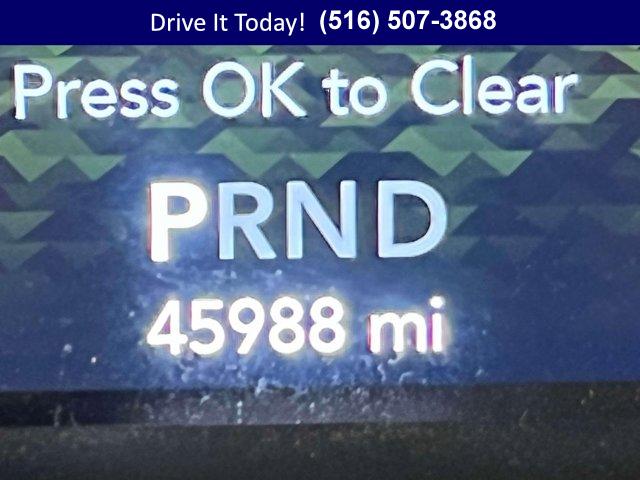 Drive It Today! (516) 507-3868
Press OK to Clear
PRND
45988 mi